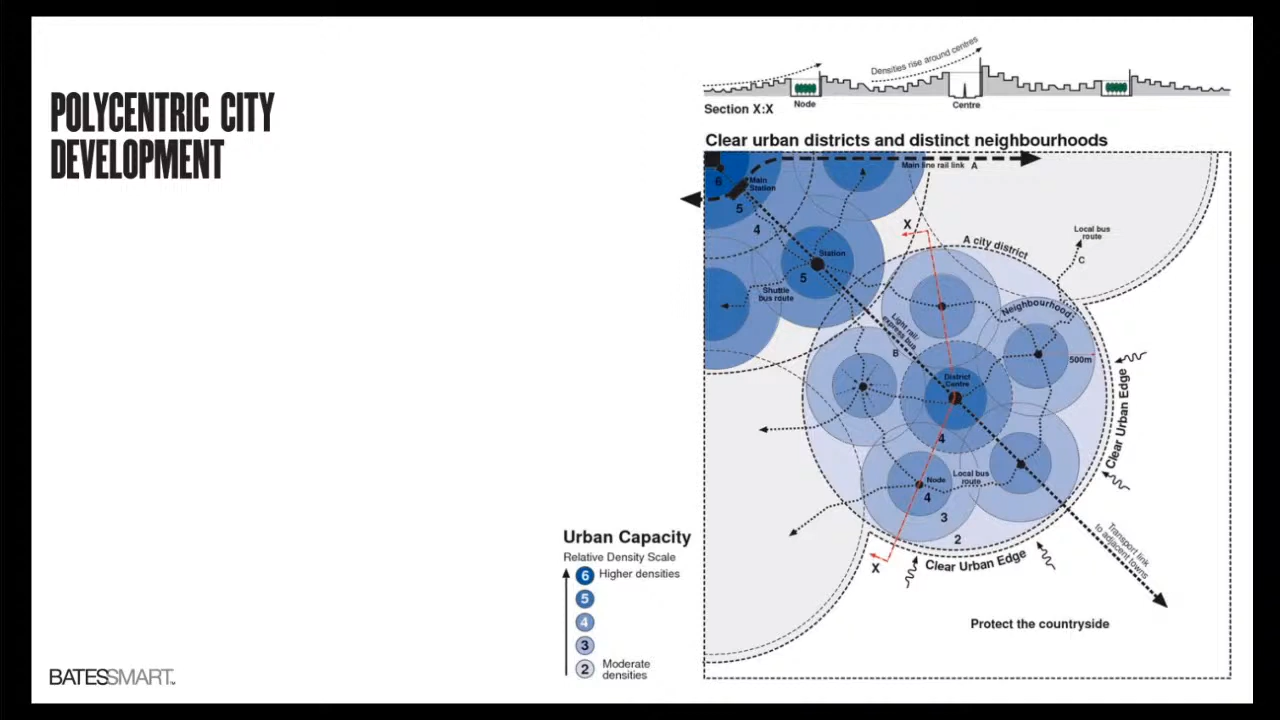 POLYCENTRIC CITY
DEVELOPMENT
Densities rise around centres
Node
Centre
Section X:X
Clear urban districts and distinct neighbourhoods
Main line rail link A
6
Main
Station
5
4
Station
5
Shuttle
bus route
X
A city district
Local bus
route
C
Neighbourhood
Light rail/
express bus
B
500m
District
Centre
4
Clear Urban Edge
Node
4
Local bus
route
3
2
X
Clear Urban Edge
Transport link
to adjacent towns
Protect the countryside
Urban Capacity
Relative Density Scale
6 Higher densities
5
4
3
2 Moderate
densities
BATESSMART™